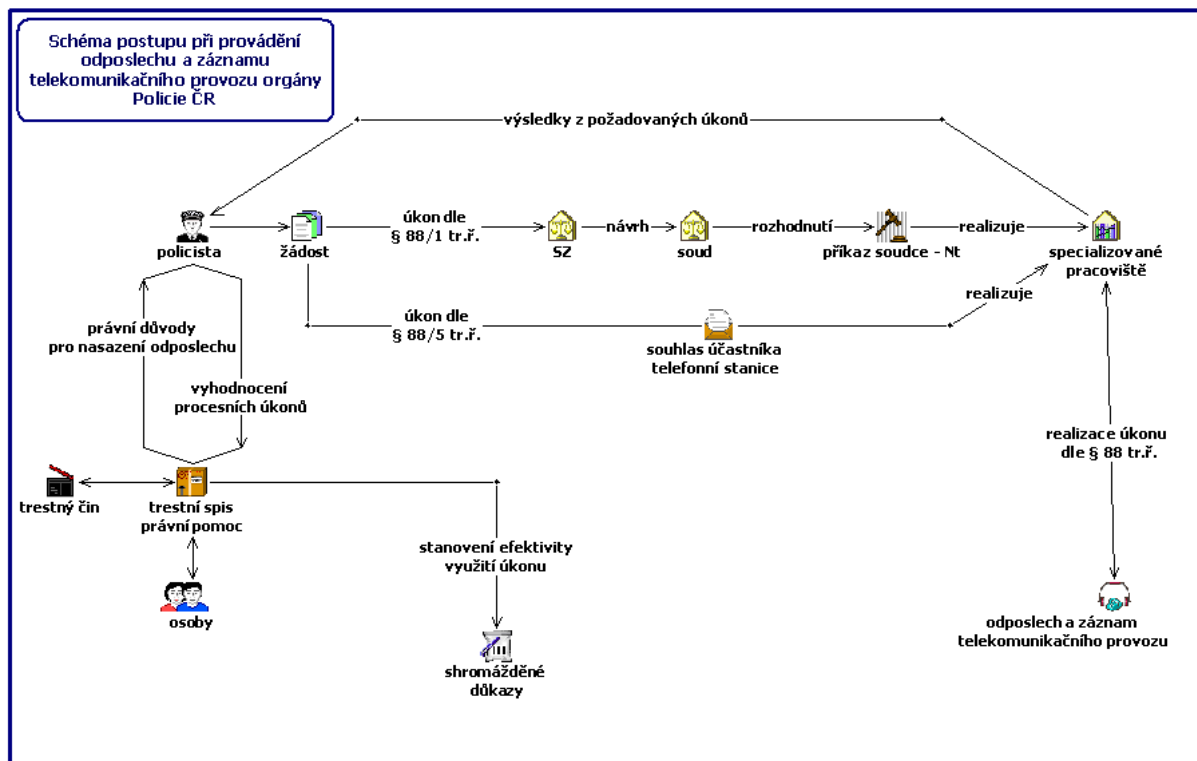 Schéma postupu při provádění
odposlechu a záznamu
telekomunikačního provozu orgány
Policie ČR
výsledky z požadovaných úkonů
úkon dle
§ 88/1 tr.ř.
návrh
rozhodnutí
realizuje
policista
žádost
SZ
soud
příkaz soudce - Nt
specializované
pracoviště
realizuje
právní důvody
pro nasazení odposlechu
úkon dle
§ 88/5 tr.ř.
souhlas účastníka
telefonní stanice
vyhodnocení
procesních úkonů
realizace úkonu
dle § 88 tr.ř.
trestný čin
trestní spis
právní pomoc
stanovení efektivity
využití úkonu
osoby
odposlech a záznam
telekomunikačního provozu
shromážděné
důkazy